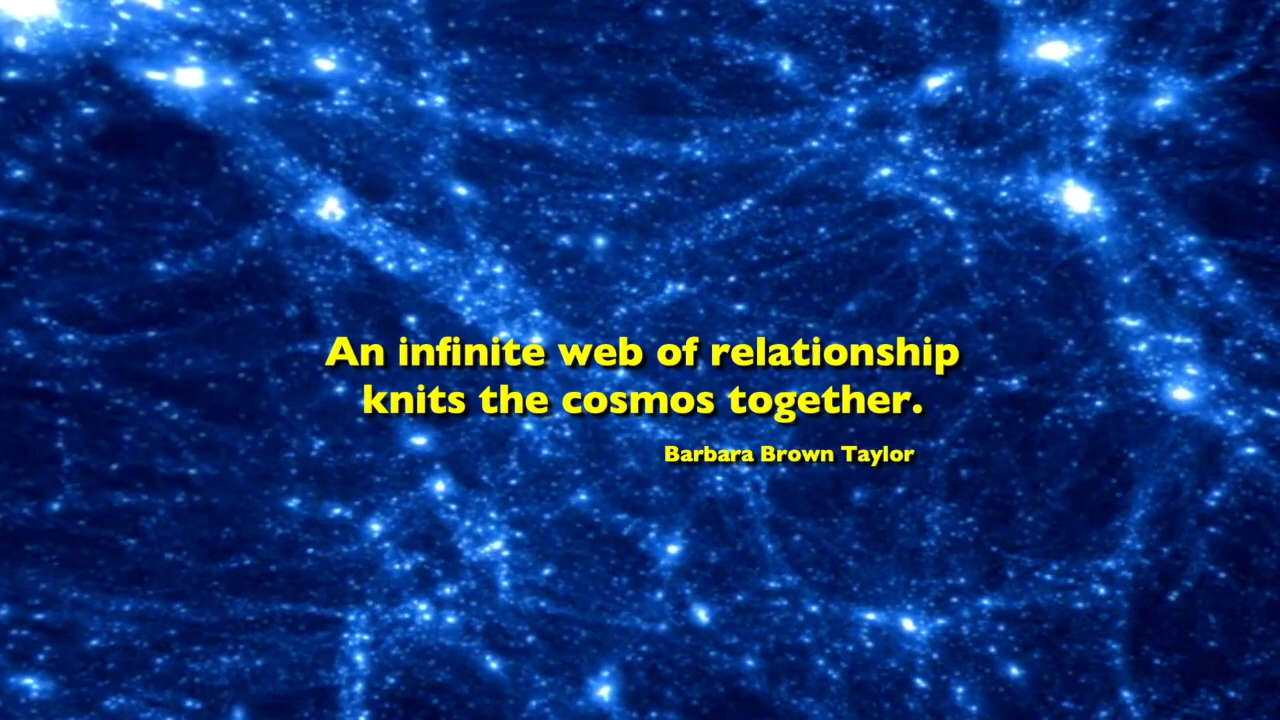 An infinite web of relationship
knits the cosmos together.
Barbara Brown Taylor